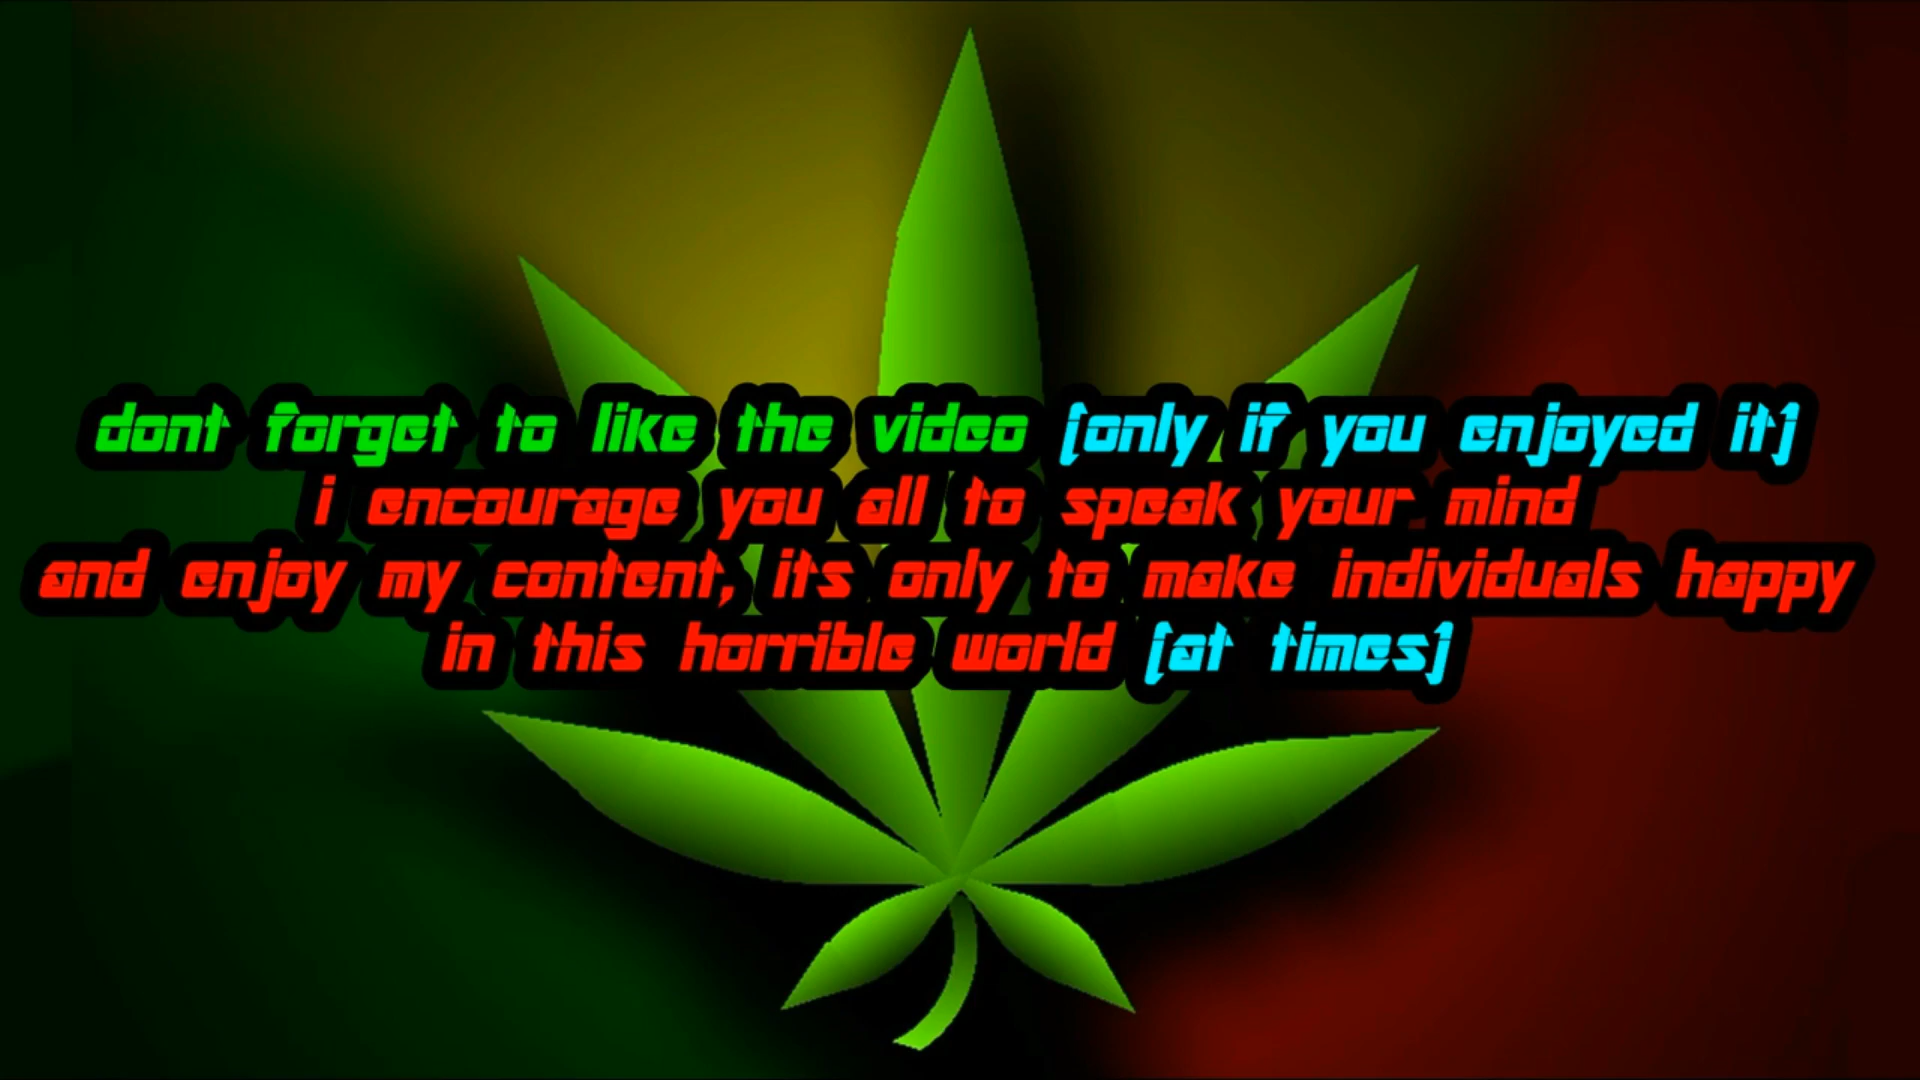 dont forget to like the video (only if you enjoyed it)
i encourage you all to speak your mind
and enjoy my content, its only to make individuals happy
in this horrible world (at times)